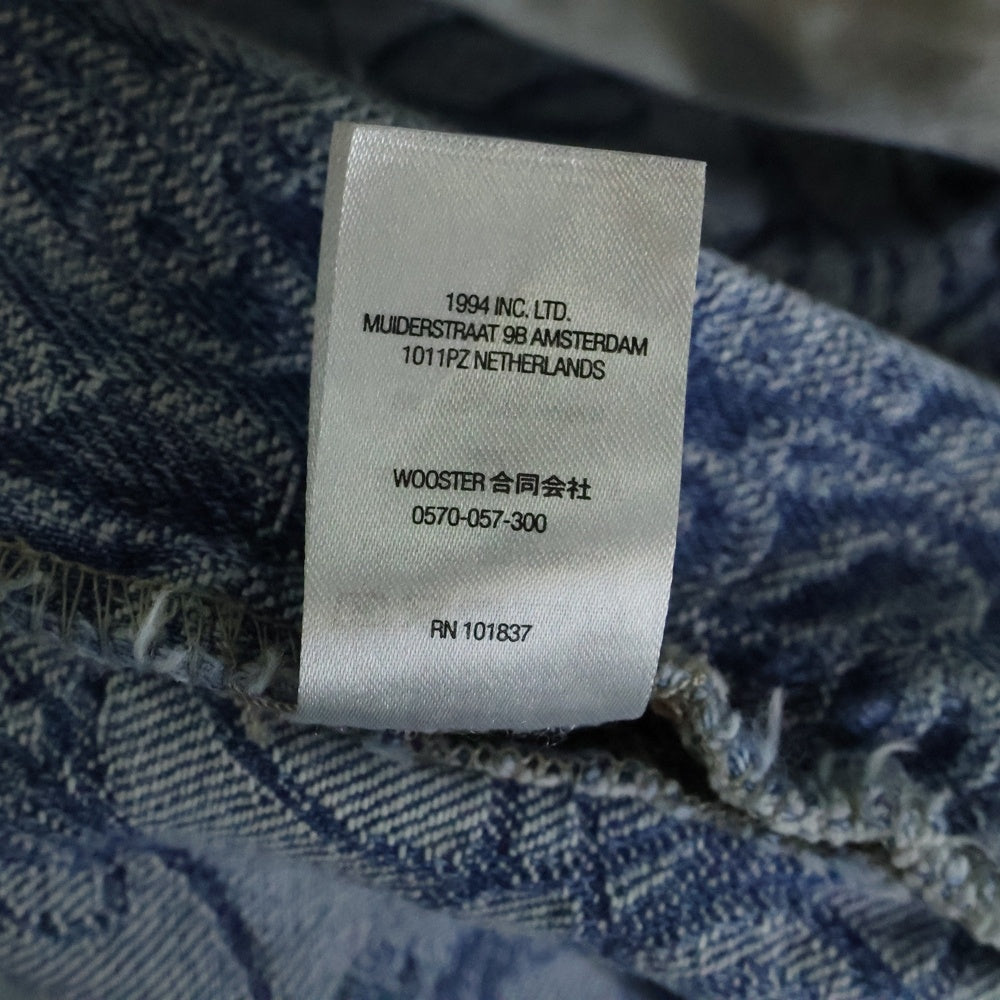 1994 INC. LTD.
MUIDERSTRAAT 9B AMSTERDAM
1011PZ NETHERLANDS
WOOSTER 合同会社
0570-057-300
RN 101837